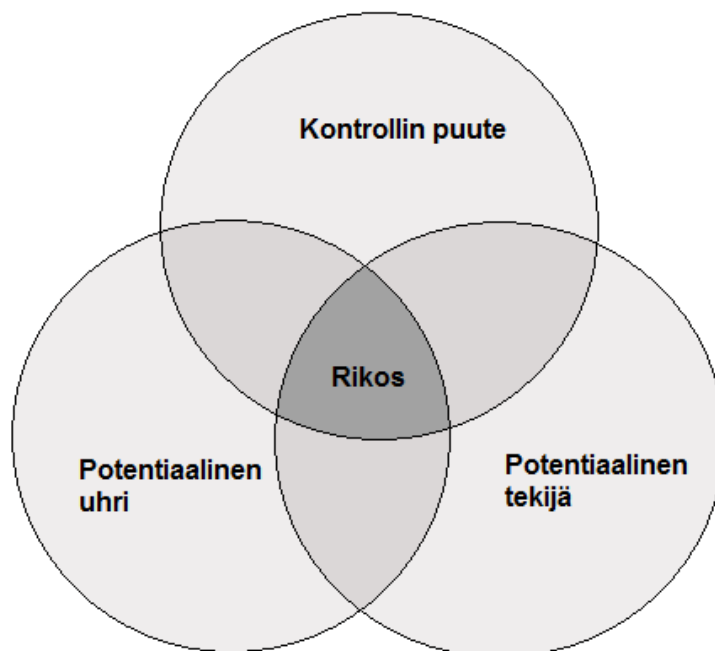 Kontrollin puute
Rikos
Potentiaalinen
uhri
Potentiaalinen
tekijä